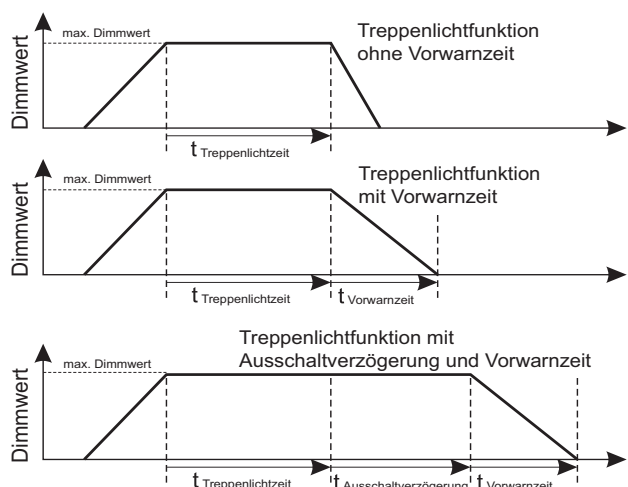 Treppenlichtfunktion
ohne Vorwarnzeit
max. Dimmwert
Dimmwert
t Treppenlichtzeit
Treppenlichtfunktion
mit Vorwarnzeit
max. Dimmwert
Dimmwert
t Treppenlichtzeit
t Vorwarnzeit
Treppenlichtfunktion mit
Ausschaltverzögerung und Vorwarnzeit
max. Dimmwert
Dimmwert
t Treppenlichtzeit
t Ausschaltverzögerung
t Vorwarnzeit